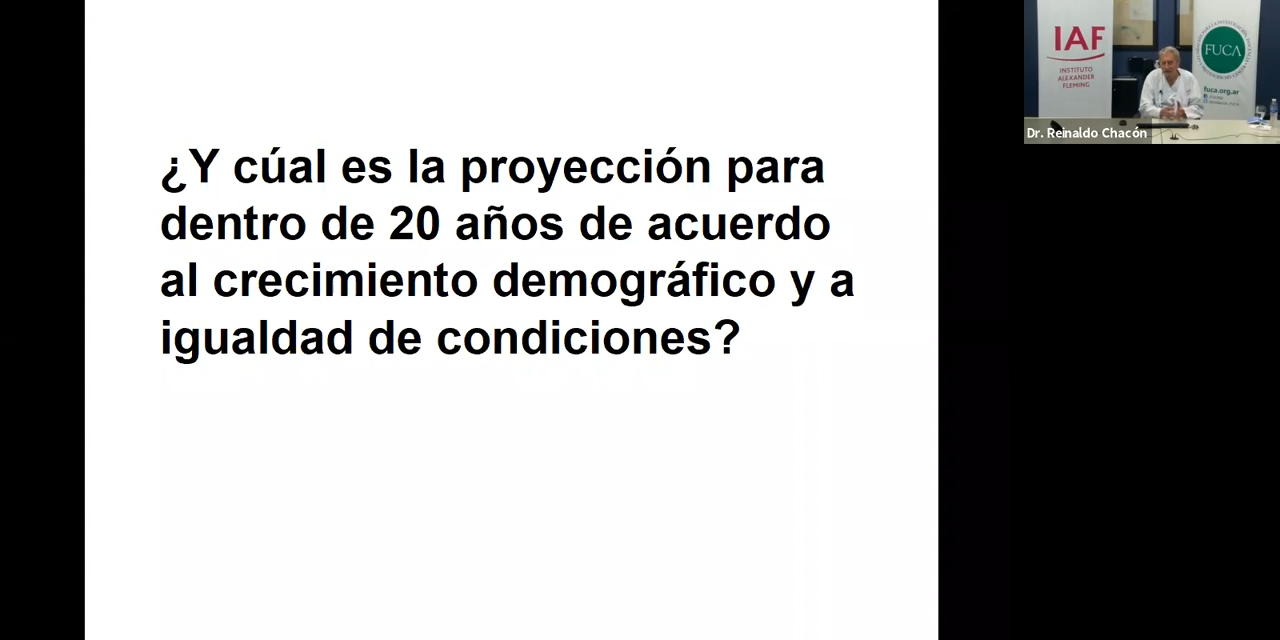 ¿Y cúal es la proyección para
dentro de 20 años de acuerdo
al crecimiento demográfico y a
igualdad de condiciones?
IAF
INSTITUTO
ALEXANDER
FLEMING
FUCA
fuca.org.ar
Dr. Reinaldo Chacón